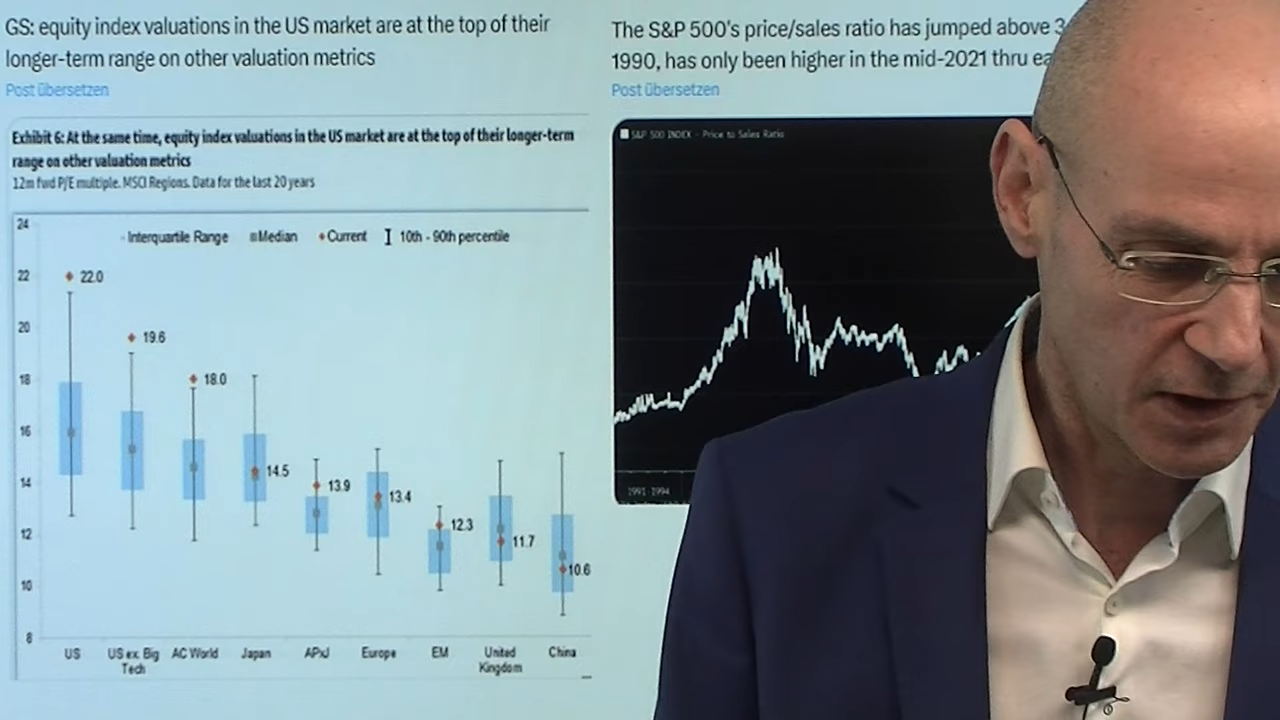 GS: equity index valuations in the US market are at the top of their
longer-term range on other valuation metrics
Post übersetzen
Exhibit 6: At the same time, equity index valuations in the US market are at the top of their longer-term
range on other valuation metrics
12m fwd P/E multiple. MSCI Regions. Data for the last 20 years
24
22
20
18
16
14
12
10
8
Interquartile Range
Median
Current
10th - 90th percentile
22.0
19.6
18.0
14.5
13.9
13.4
12.3
11.7
10.6
US
US ex. Big
Tech
AC World
Japan
APxJ
Europe
EM
United
Kingdom
China
The S&P 500's price/sales ratio has jumped above 3
1990, has only been higher in the mid-2021 thru
Post übersetzen
S&P 500 INDEX - Price to Sales Ratio
1991-1994